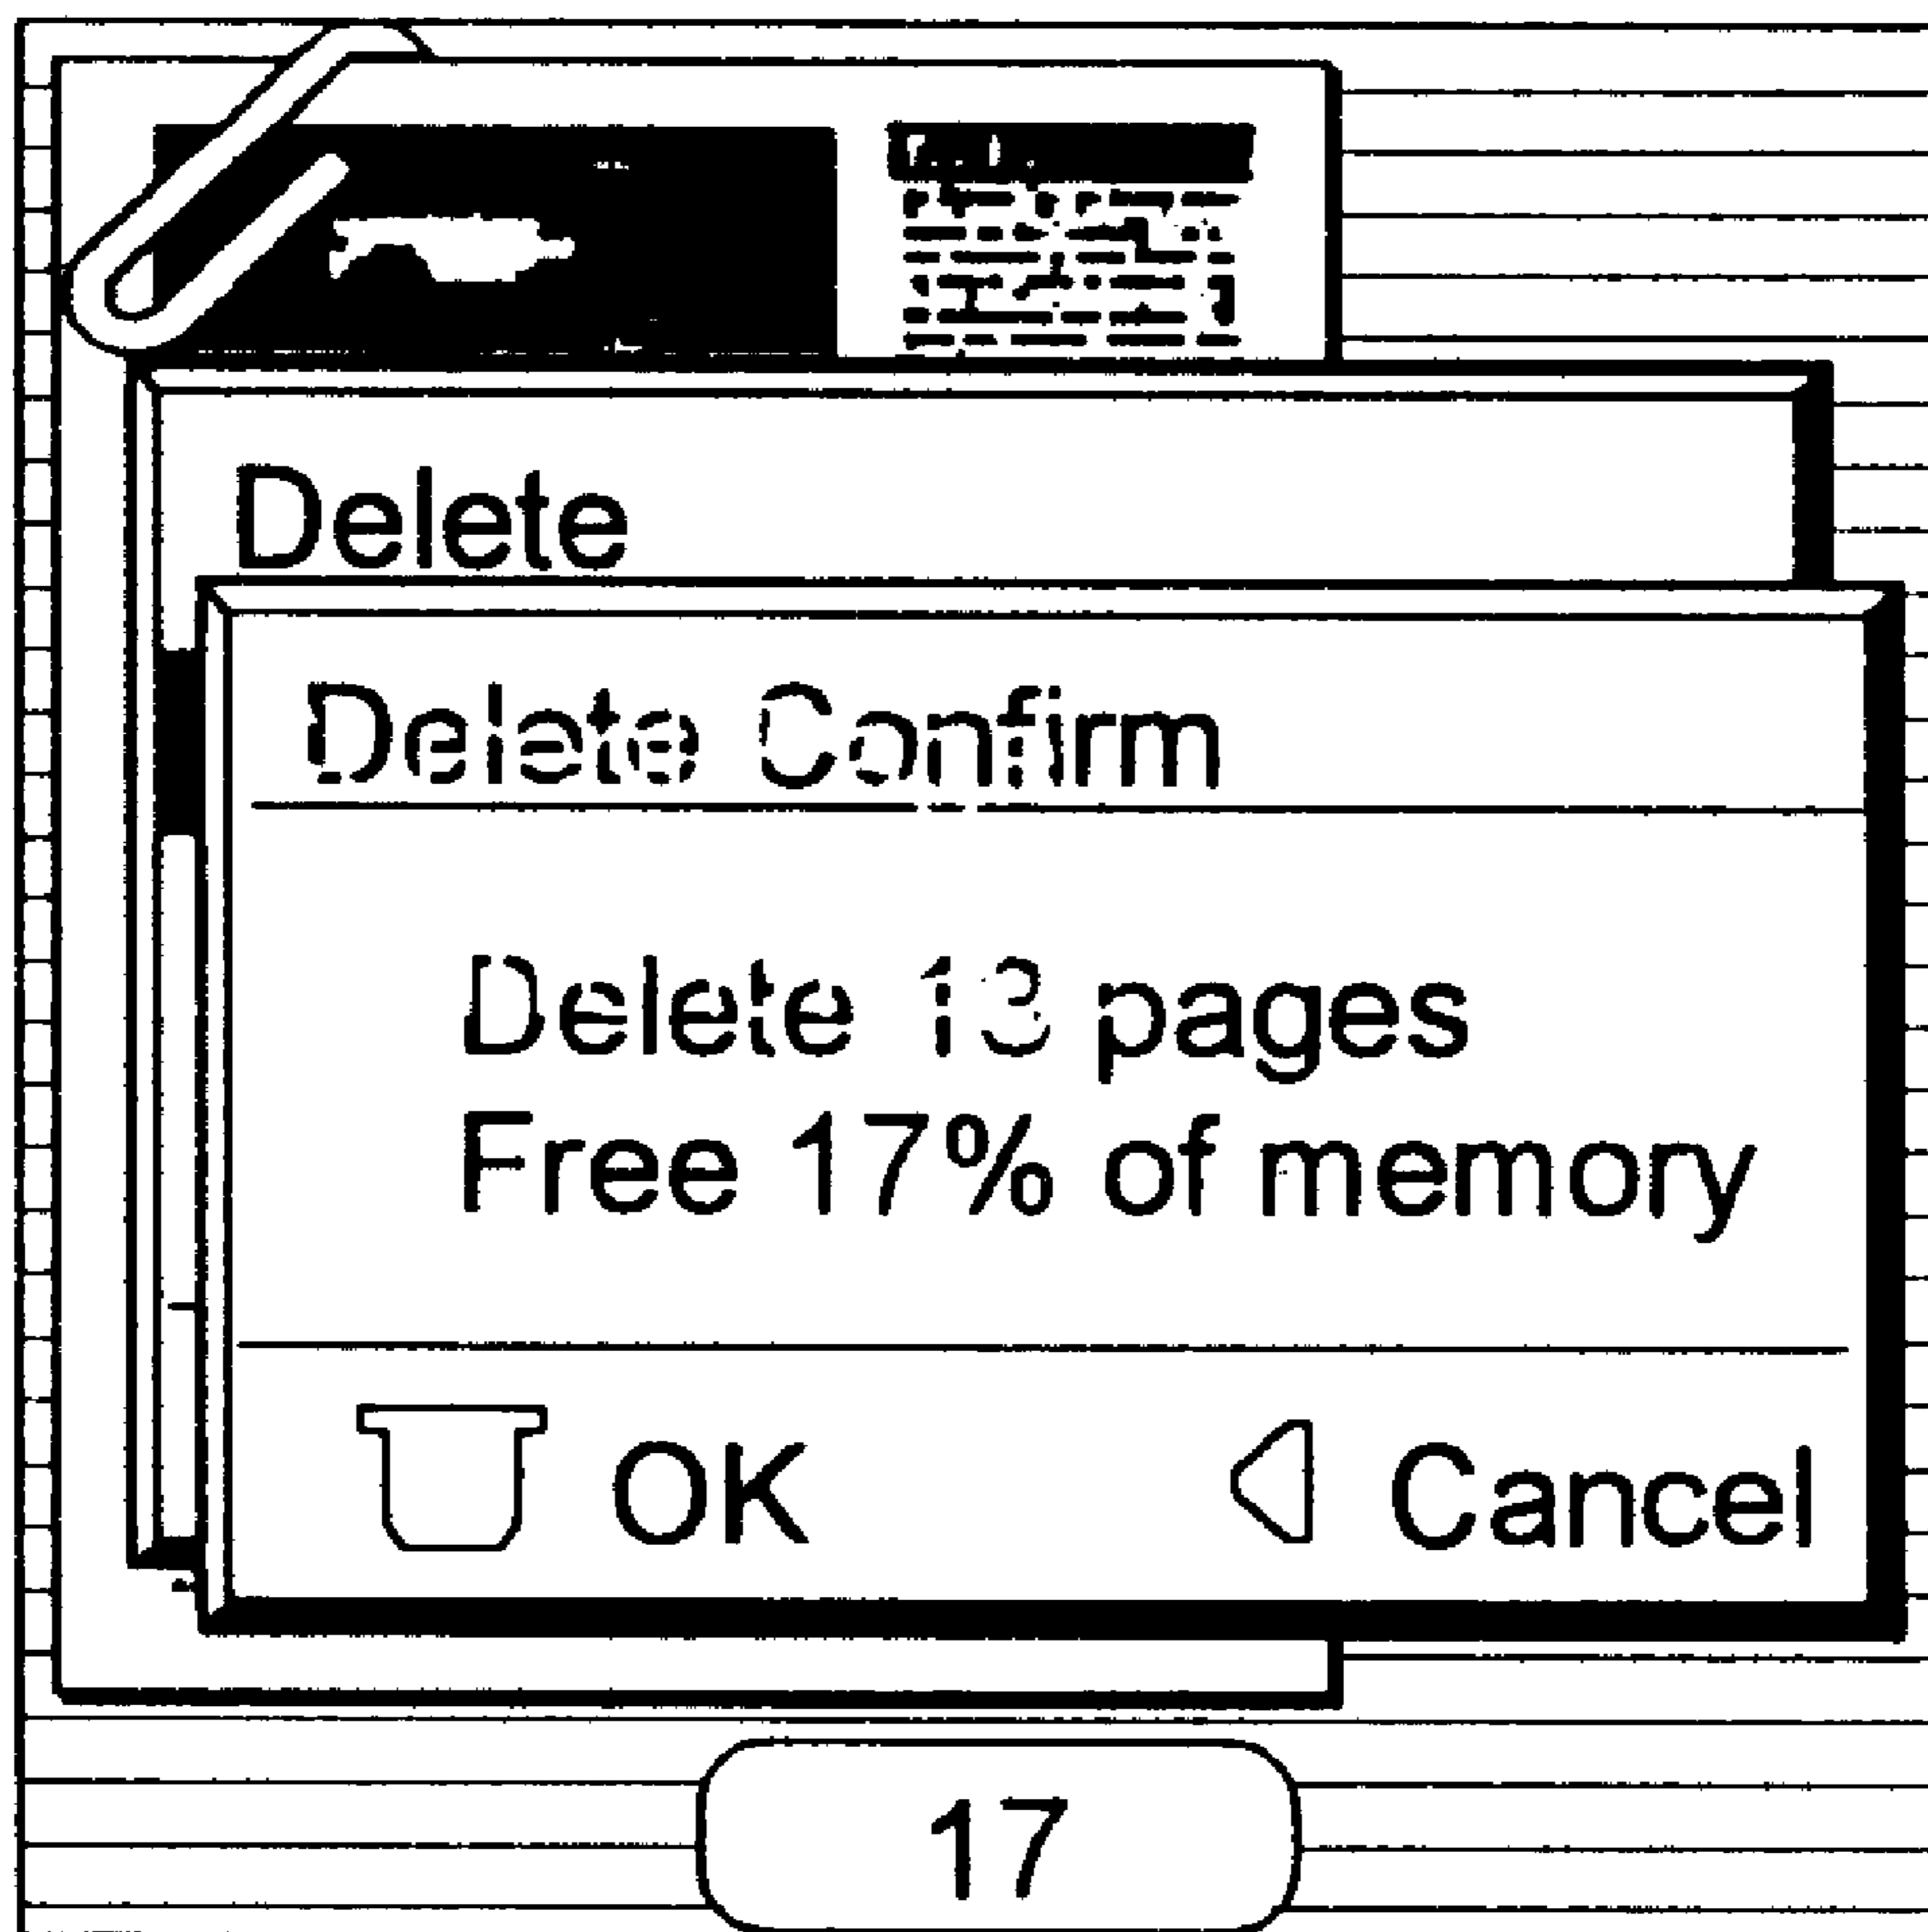 Delete
Delete Confirm
Delete 13 pages
Free 17% of memory
OK
Cancel
17